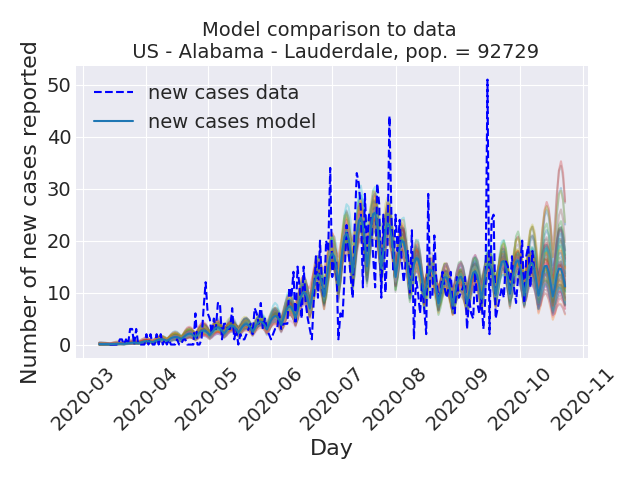 Model comparison to data
US - Alabama - Lauderdale, pop. = 92729
Number of new cases reported
50
40
30
20
10
0
new cases data
new cases model
2020-03
2020-04
2020-05
2020-06
2020-07
2020-08
2020-09
2020-10
2020-11
Day